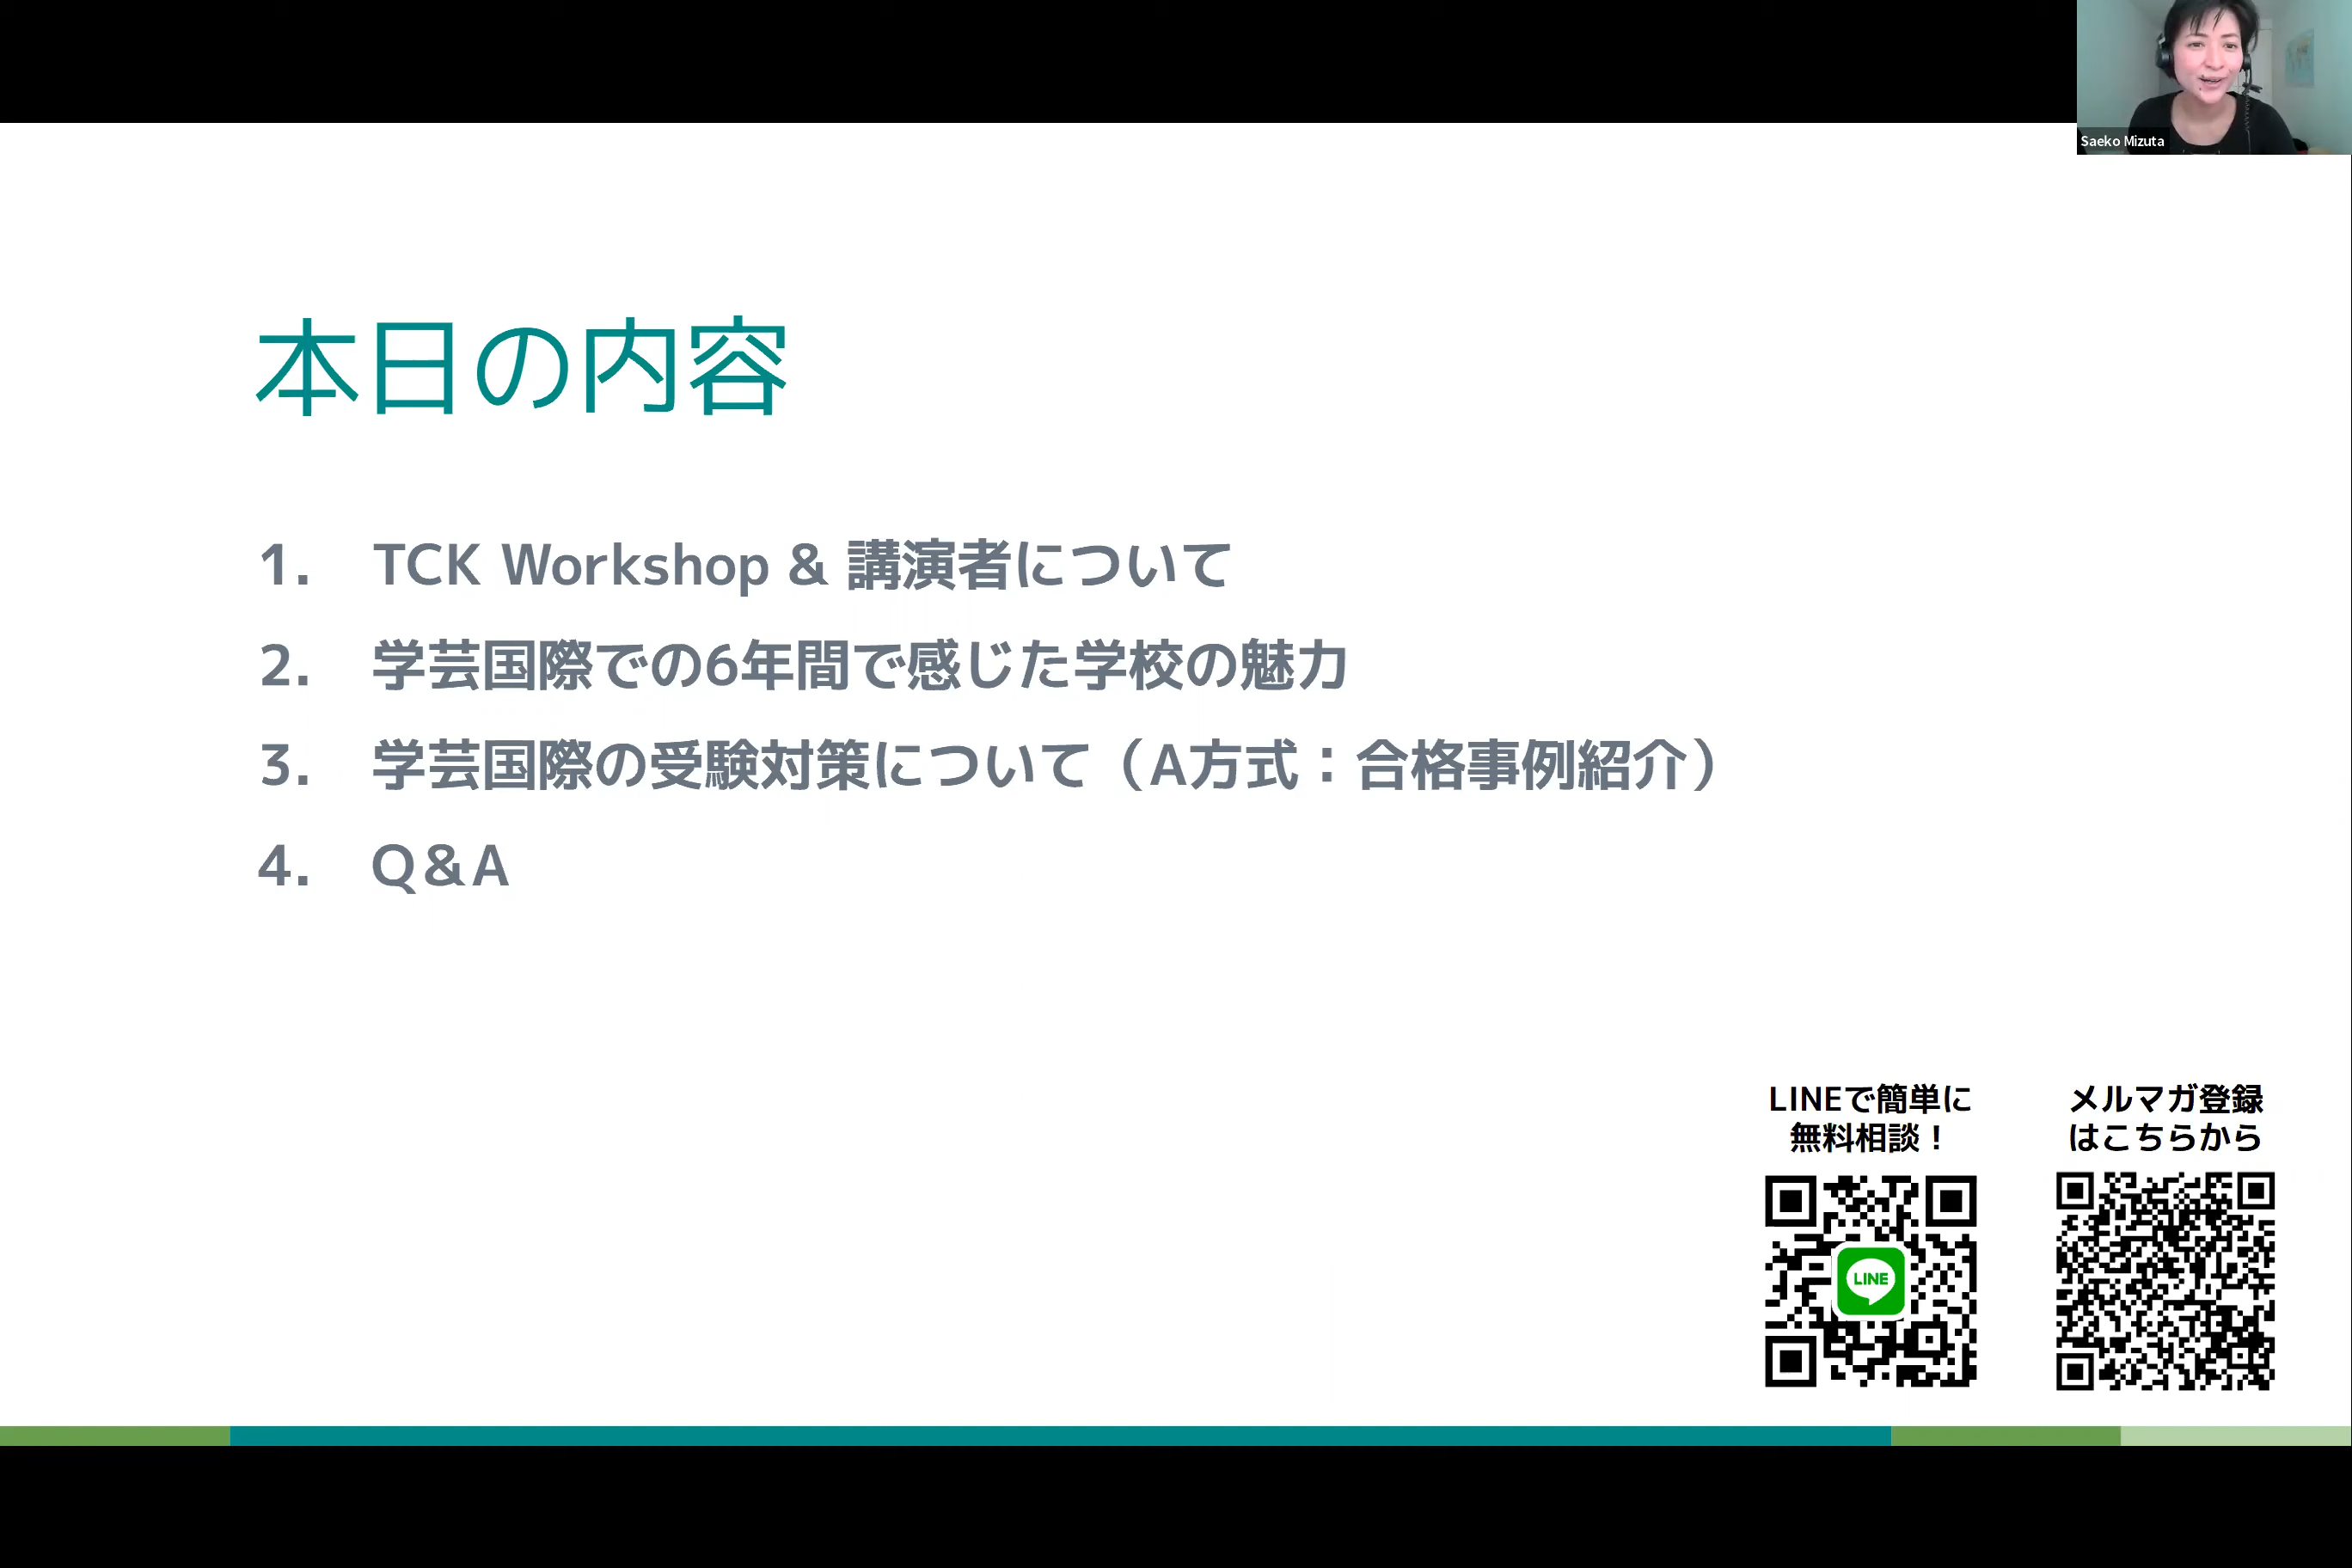 Saeko Mizuta
本日の内容
1. TCK Workshop & 講演者について
2. 学芸国際での6年間で感じた学校の魅力
3. 学芸国際の受験対策について（A方式：合格事例紹介）
4. Q&A
LINEで簡単に
無料相談！
メルマガ登録
はこちらから
LINE